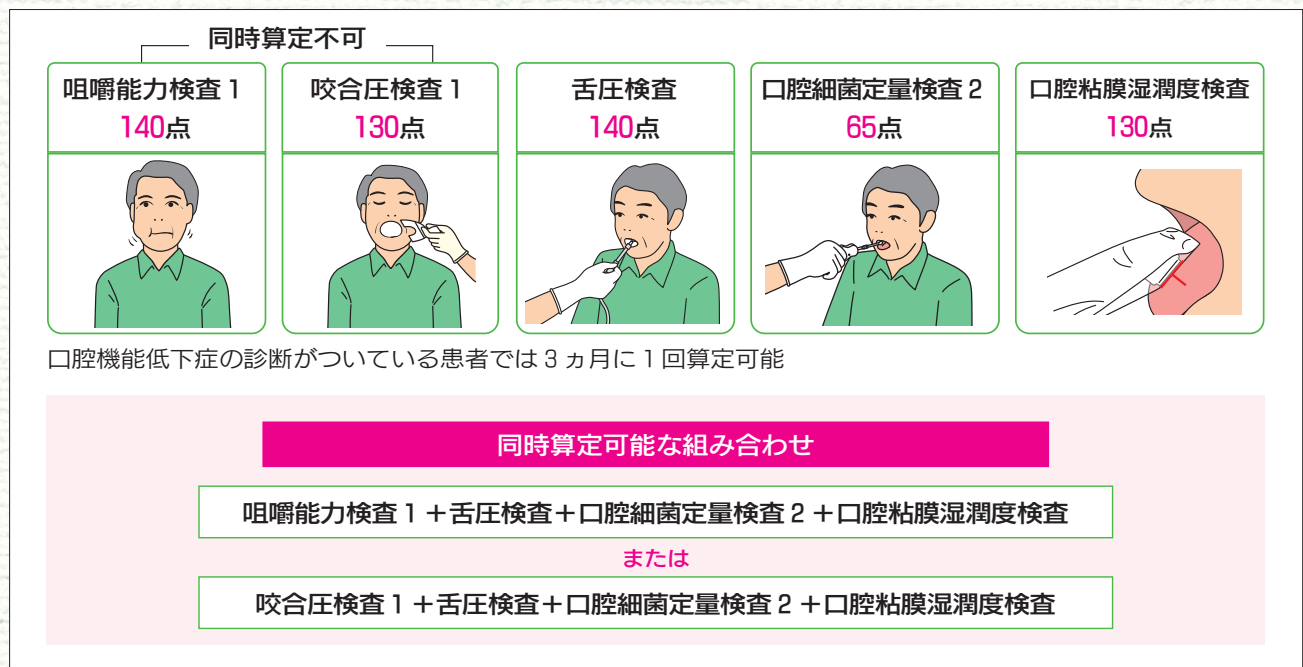 同時算定不可
咀嚼能力検査1
140点
咬合圧検査1
130点
舌圧検査
140点
口腔細菌定量検査2
65点
口腔粘膜湿潤度検査
130点
口腔機能低下症の診断がついている患者では3ヵ月に1回算定可能
同時算定可能な組み合わせ
咀嚼能力検査1+舌圧検査+口腔細菌定量検査2+口腔粘膜湿潤度検査
または
咬合圧検査1+舌圧検査+口腔細菌定量検査2+口腔粘膜湿潤度検査